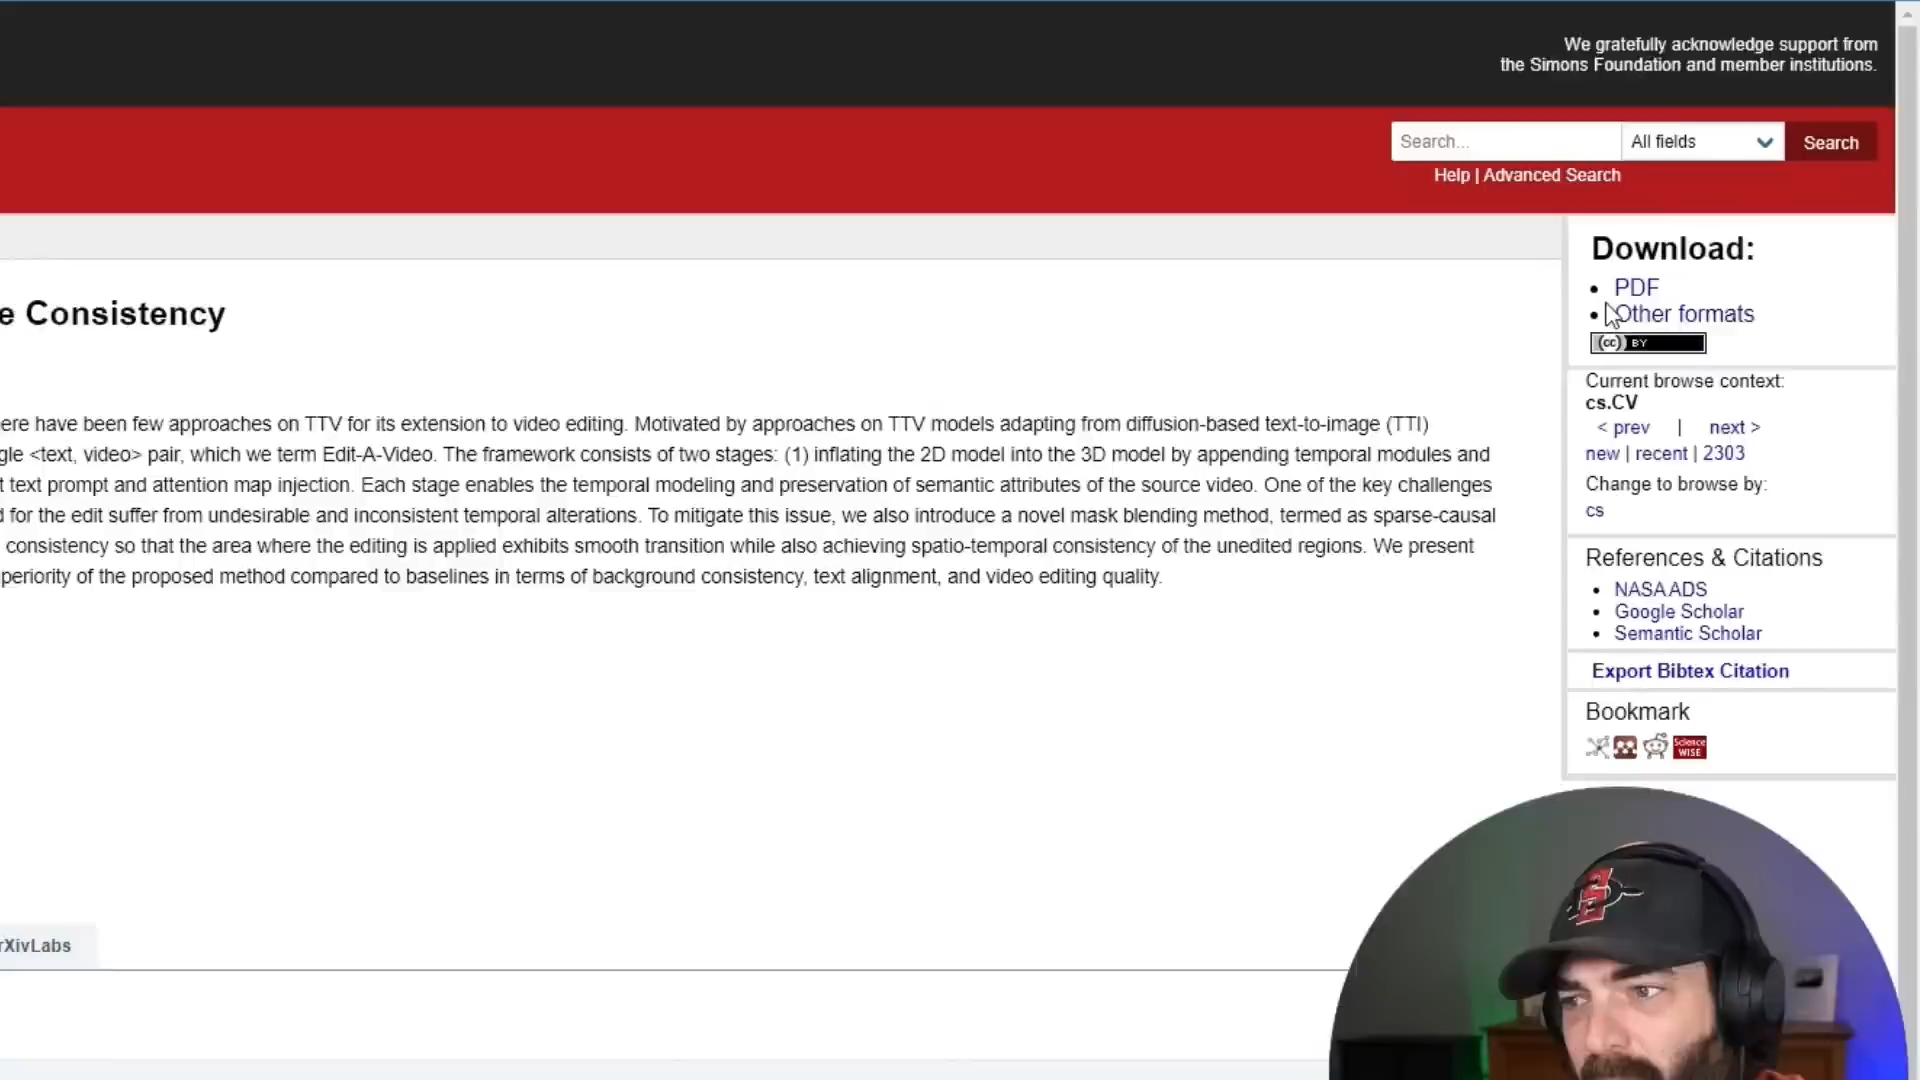 We gratefully acknowledge support from
the Simons Foundation and member institutions.
Search...
All fields
Search
Help | Advanced Search
Download:
PDF
Other formats
(cc) BY
e Consistency
Current browse context:
cs.CV
< prev | next >
new | recent | 2303
Change to browse by:
cs
ere have been few approaches on TTV for its extension to video editing. Motivated by approaches on TTV models adapting from diffusion-based text-to-image (TTI)
gle <text, video> pair, which we term Edit-A-Video. The framework consists of two stages: (1) inflating the 2D model into the 3D model by appending temporal modules and
t text prompt and attention map injection. Each stage enables the temporal modeling and preservation of semantic attributes of the source video. One of the key challenges
d for the edit suffer from undesirable and inconsistent temporal alterations. To mitigate this issue, we also introduce a novel mask blending method, termed as sparse-causal
consistency so that the area where the editing is applied exhibits smooth transition while also achieving spatio-temporal consistency of the unedited regions. We present
periority of the proposed method compared to baselines in terms of background consistency, text alignment, and video editing quality.
References & Citations
NASA ADS
Google Scholar
Semantic Scholar
Export Bibtex Citation
Bookmark
Science
WISE
rXivLabs